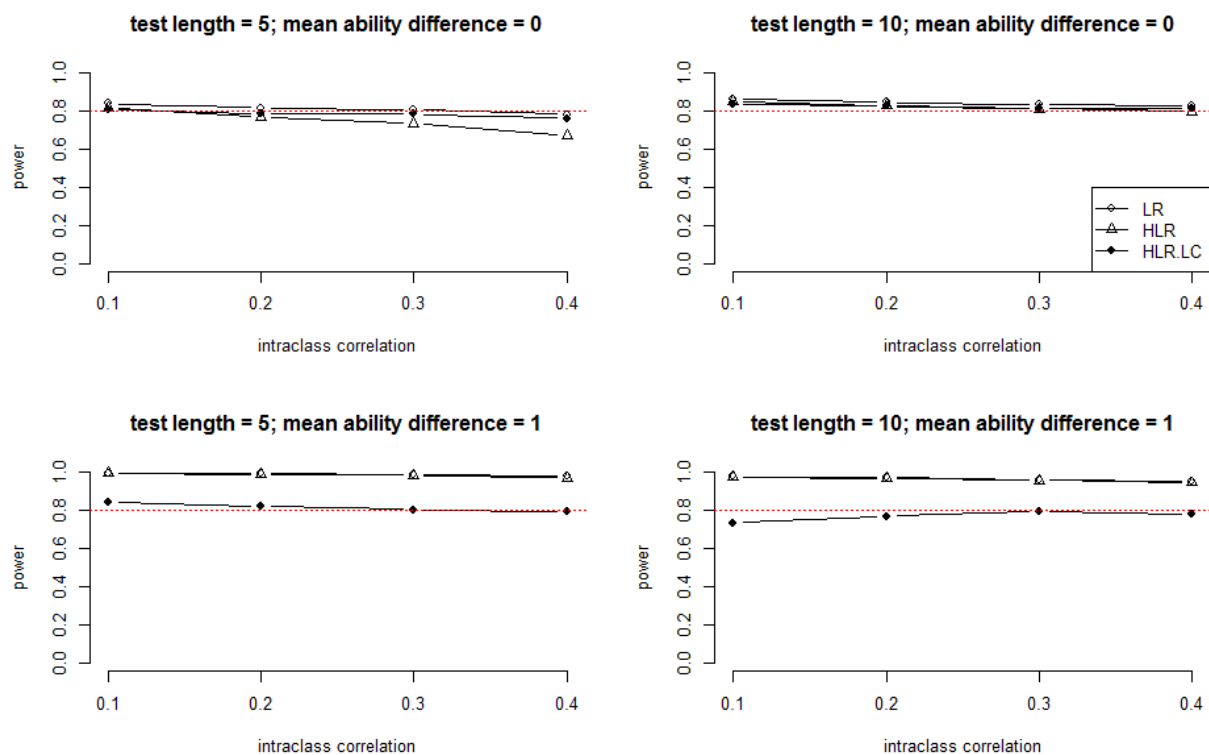 test length = 5; mean ability difference = 0
power
1.0
0.8
0.6
0.4
0.2
0.0
0.1 0.2 0.3 0.4
intraclass correlation
test length = 10; mean ability difference = 0
power
1.0
0.8
0.6
0.4
0.2
0.0
LR
HLR
HLR.LC
0.1 0.2 0.3 0.4
intraclass correlation
test length = 5; mean ability difference = 1
power
1.0
0.8
0.6
0.4
0.2
0.0
0.1 0.2 0.3 0.4
intraclass correlation
test length = 10; mean ability difference = 1
power
1.0
0.8
0.6
0.4
0.2
0.0
0.1 0.2 0.3 0.4
intraclass correlation